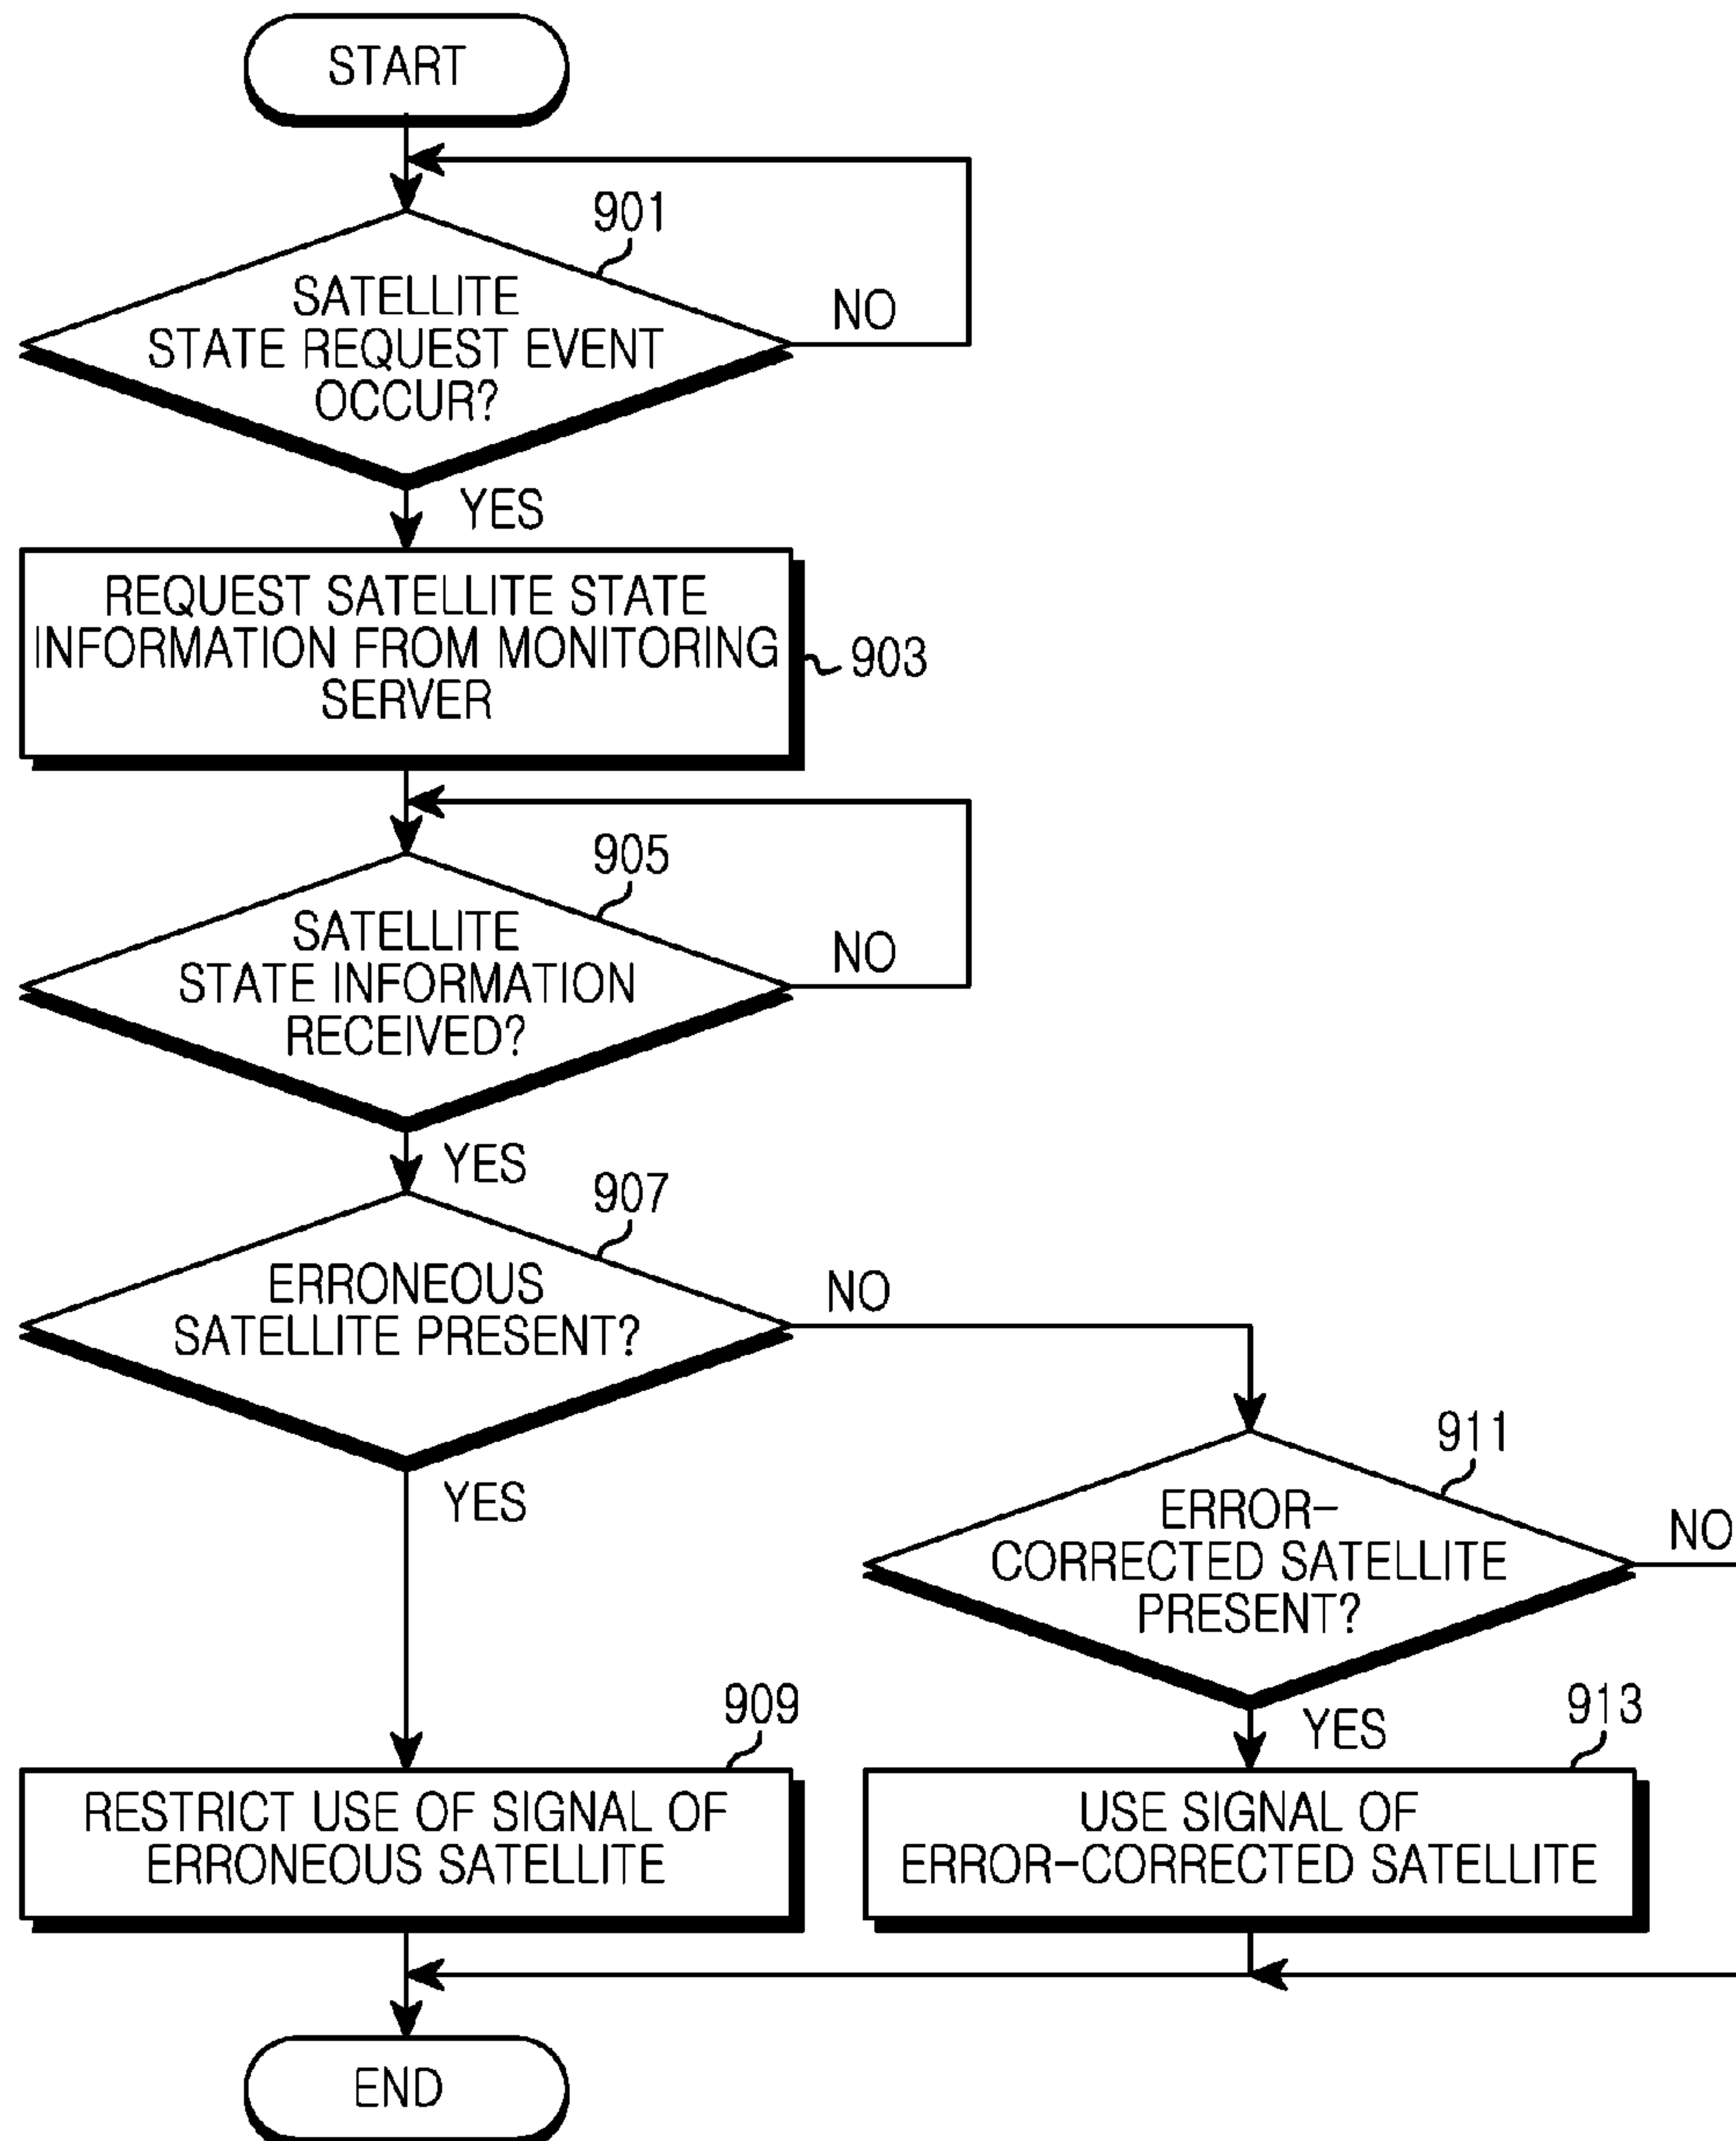 START
901
SATELLITE
STATE REQUEST EVENT
OCCUR?
NO
YES
REQUEST SATELLITE STATE
INFORMATION FROM MONITORING
SERVER
903
905
SATELLITE
STATE INFORMATION
RECEIVED?
NO
YES
907
ERRONEOUS
SATELLITE PRESENT?
NO
YES
911
ERROR-
CORRECTED SATELLITE
PRESENT?
NO
YES
909
RESTRICT USE OF SIGNAL OF
ERRONEOUS SATELLITE
913
USE SIGNAL OF
ERROR-CORRECTED SATELLITE
END